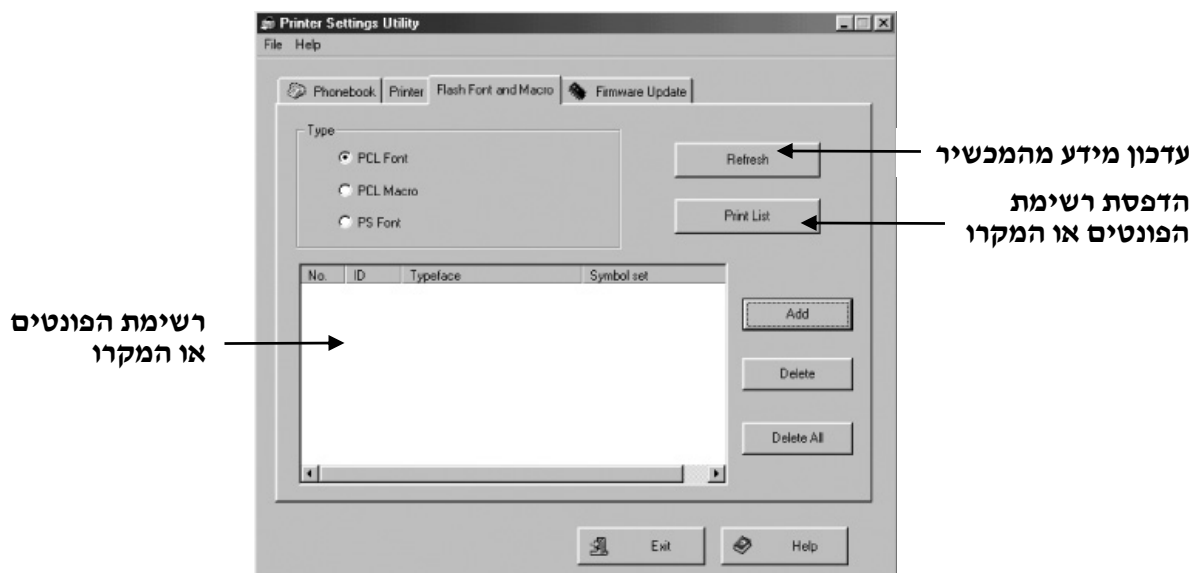 Printer Settings Utility
File Help
Phonebook Printer Flash Font and Macro Firmware Update
Type
PCL Font
PCL Macro
PS Font
Refresh
עדכון מידע מהמכשיר
Print List
הדפסת רשימת
הפונטים או המקרו
No. ID Typeface Symbol set
רשימת הפונטים
או המקרו
Add
Delete
Delete All
Exit Help